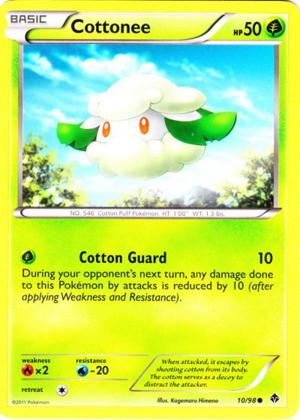 BASIC Cottonee HP50
NO. 546 Cotton Puff Pokémon HT. 1'00" WT. 1.3 lbs.
Cotton Guard 10
During your opponent's next turn, any damage done
to this Pokémon by attacks is reduced by 10 (after
applying Weakness and Resistance).
weakness resistance
×2 -20
retreat
When attacked, it escapes by
shooting cotton from its body.
The cotton serves as a decoy to
distract the attacker.
©2011 Pokémon Illus. Kagemaru Himeno 10/98